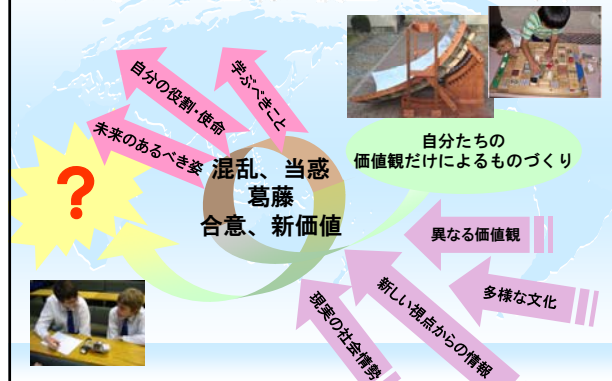 自分の役割・使命
学ぶべきこと
未来のあるべき姿
?
混乱、当惑
葛藤
合意、新価値
自分たちの
価値観だけによるものづくり
異なる価値観
多様な文化
新しい視点からの情報
現実の社会情勢